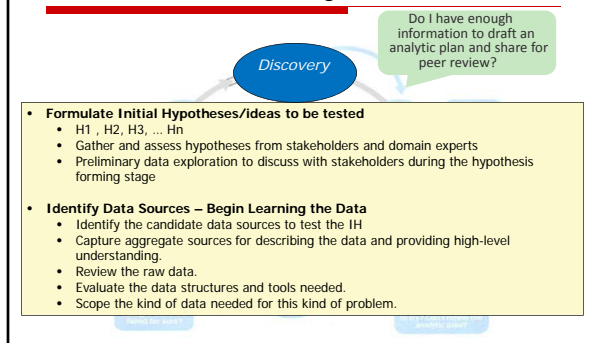 Do I have enough
information to draft an
analytic plan and share for
peer review?
Discovery
• Formulate Initial Hypotheses/ideas to be tested
• H1 , H2, H3, ... Hn
• Gather and assess hypotheses from stakeholders and domain experts
• Preliminary data exploration to discuss with stakeholders during the hypothesis
forming stage
• Identify Data Sources – Begin Learning the Data
• Identify the candidate data sources to test the IH
• Capture aggregate sources for describing the data and providing high-level
understanding.
• Review the raw data.
• Evaluate the data structures and tools needed.
• Scope the kind of data needed for this kind of problem.